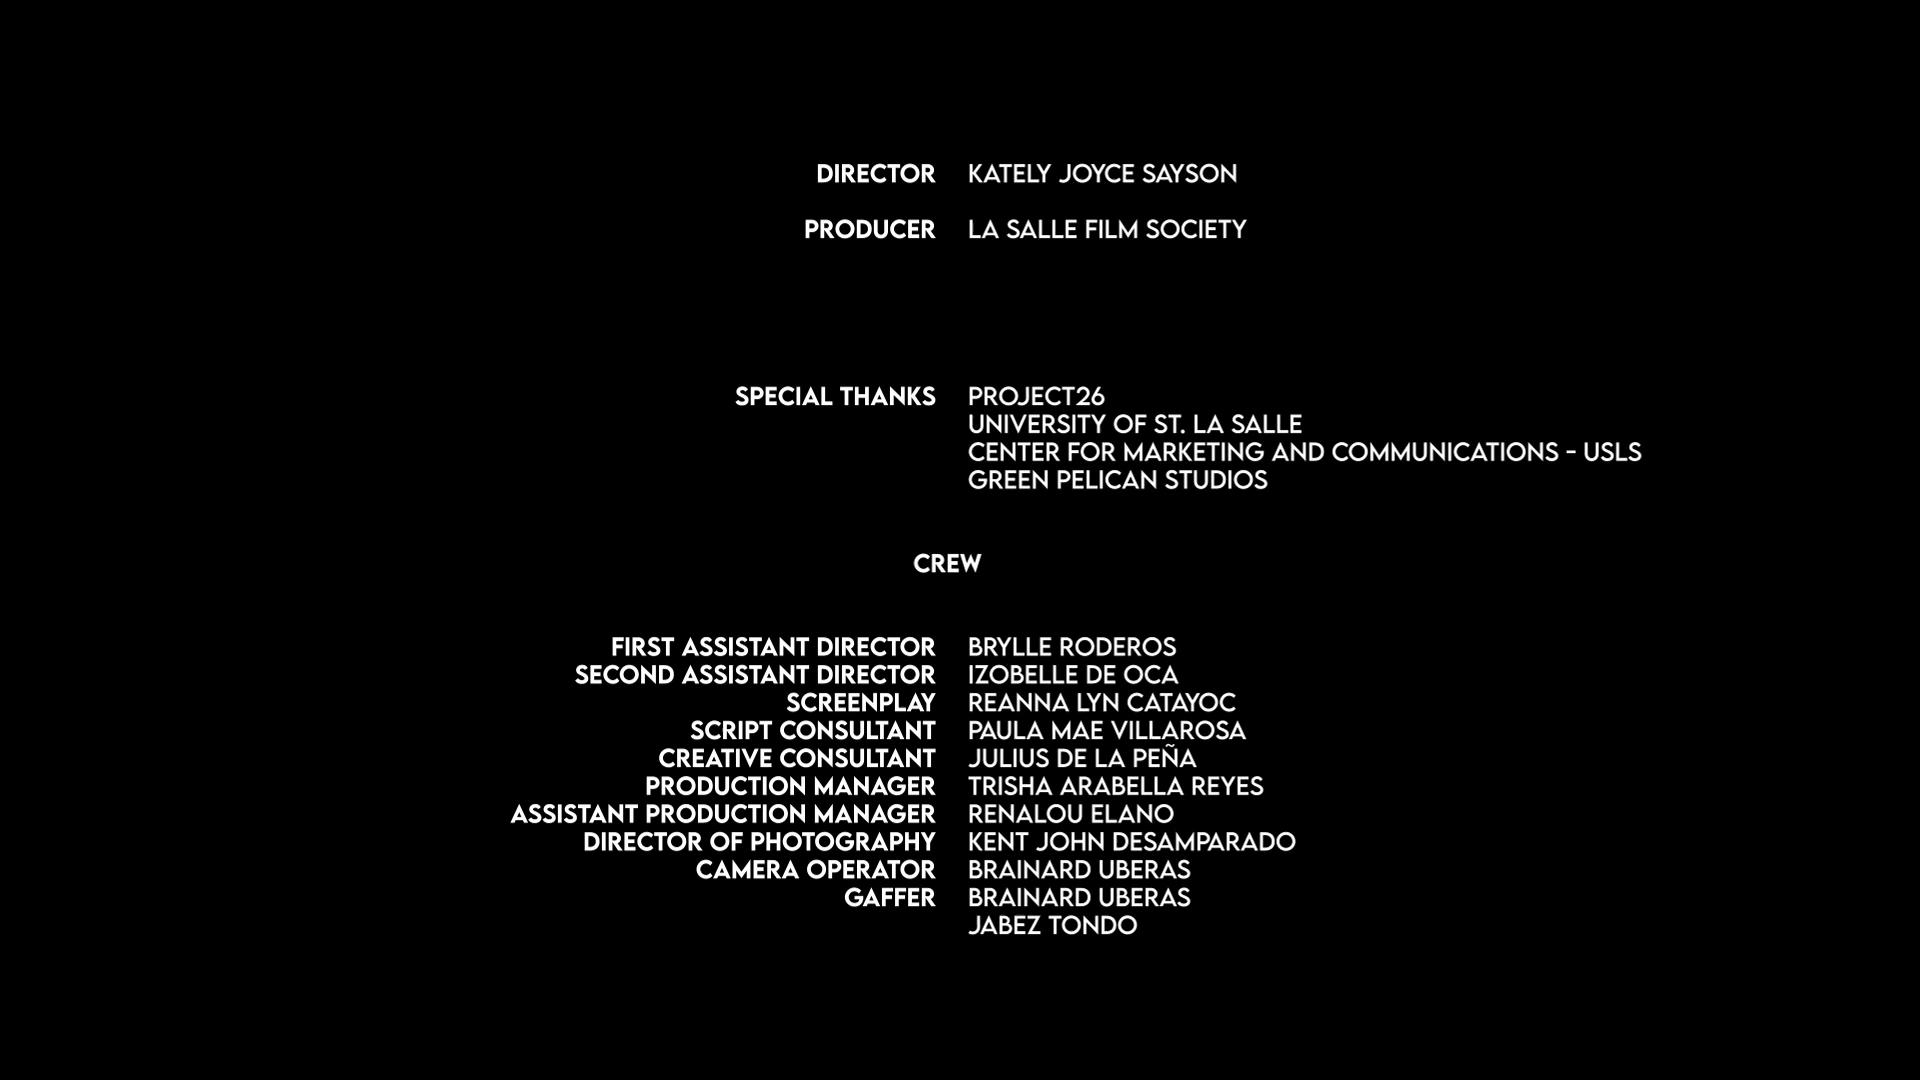 DIRECTOR KATELY JOYCE SAYSON
PRODUCER LA SALLE FILM SOCIETY
SPECIAL THANKS PROJECT26
UNIVERSITY OF ST. LA SALLE
CENTER FOR MARKETING AND COMMUNICATIONS - USLS
GREEN PELICAN STUDIOS
CREW
FIRST ASSISTANT DIRECTOR BRYLLE RODEROS
SECOND ASSISTANT DIRECTOR IZOBELLE DE OCA
SCREENPLAY REANNA LYN CATAYOC
SCRIPT CONSULTANT PAULA MAE VILLAROSA
CREATIVE CONSULTANT JULIUS DE LA PEÑA
PRODUCTION MANAGER TRISHA ARABELLA REYES
ASSISTANT PRODUCTION MANAGER RENALOU ELANO
DIRECTOR OF PHOTOGRAPHY KENT JOHN DESAMPARADO
CAMERA OPERATOR BRAINARD UBERAS
GAFFER BRAINARD UBERAS
JABEZ TONDO